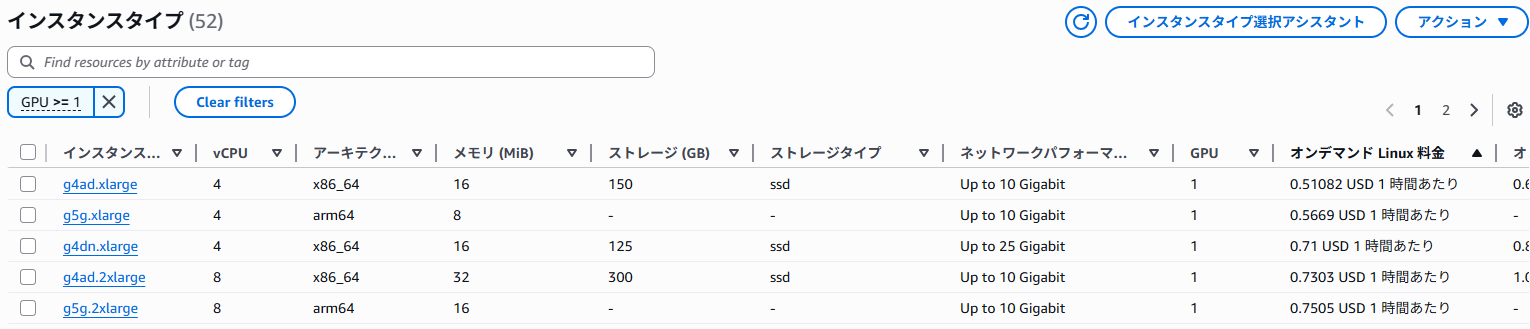 インスタンスタイプ (52)
インスタンスタイプ選択アシスタント
アクション
Find resources by attribute or tag
GPU >= 1
Clear filters
1 2
インスタンス... vCPU アーキテク... メモリ (MiB) ストレージ (GB) ストレージタイプ ネットワークパフォーマ... GPU オンデマンド Linux 料金 オ
g4ad.xlarge 4 x86_64 16 150 ssd Up to 10 Gigabit 1 0.51082 USD 1 時間あたり 0.6
g5g.xlarge 4 arm64 8 - - Up to 10 Gigabit 1 0.5669 USD 1 時間あたり -
g4dn.xlarge 4 x86_64 16 125 ssd Up to 25 Gigabit 1 0.71 USD 1 時間あたり 0.8
g4ad.2xlarge 8 x86_64 32 300 ssd Up to 10 Gigabit 1 0.7303 USD 1 時間あたり 1.0
g5g.2xlarge 8 arm64 16 - - Up to 10 Gigabit 1 0.7505 USD 1 時間あたり -